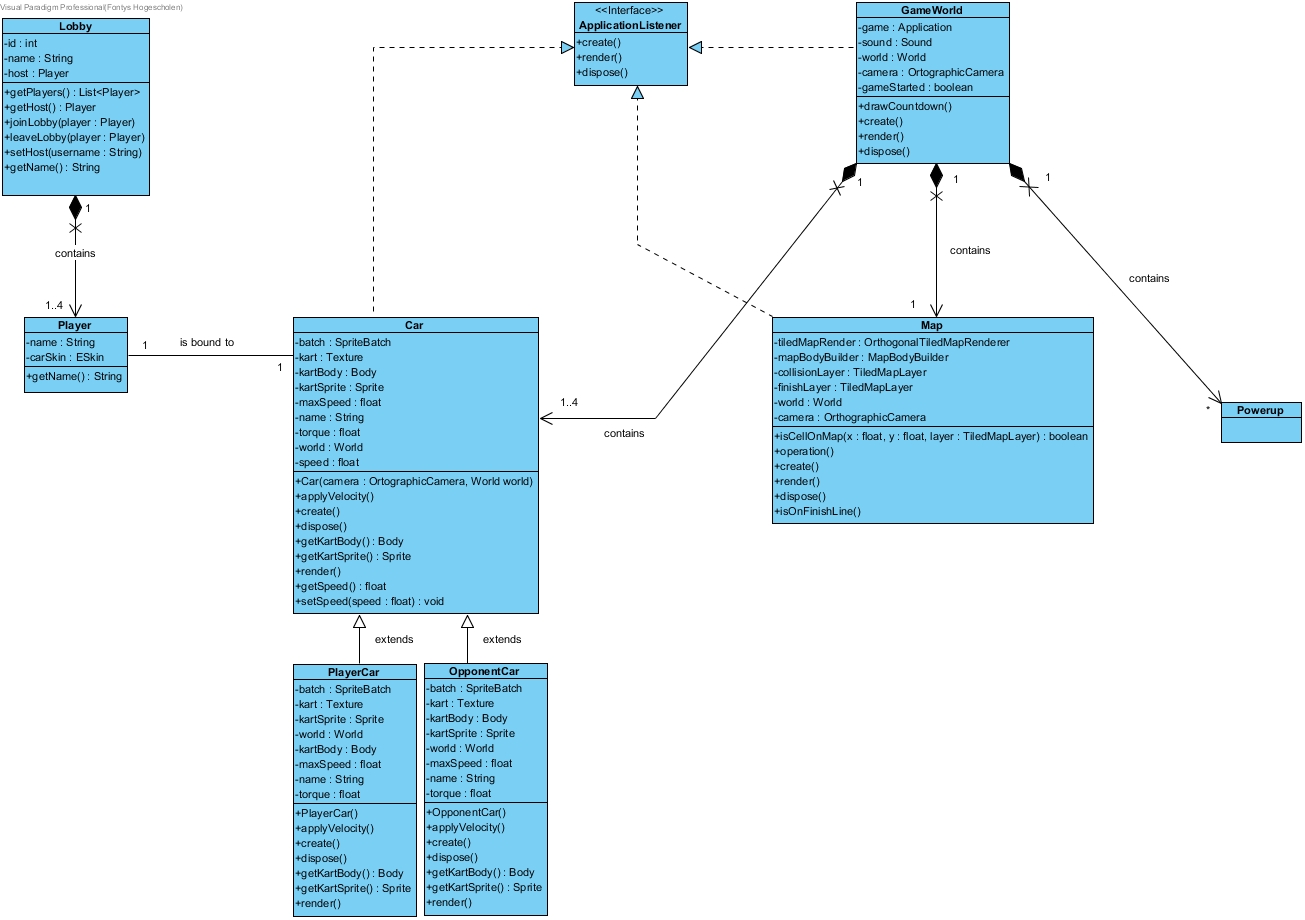 Visual Paradigm Professional(Fontys Hogescholen)
Lobby
-id : int
-name : String
-host : Player
+getPlayers() : List<Player>
+getHost() : Player
+joinLobby(player : Player)
+leaveLobby(player : Player)
+setHost(username : String)
+getName() : String
1
contains
1..4
Player
-name : String
-carSkin : ESkin
+getName() : String
1
is bound to
1
<<Interface>>
ApplicationListener
+create()
+render()
+dispose()
GameWorld
-game : Application
-sound : Sound
-world : World
-camera : OrtographicCamera
-gameStarted : boolean
+drawCountdown()
+create()
+render()
+dispose()
1
1
1
contains
contains
1
1..4
contains
*
Car
-batch : SpriteBatch
-kart : Texture
-kartBody : Body
-kartSprite : Sprite
-maxSpeed : float
-name : String
-torque : float
-world : World
-speed : float
+Car(camera : OrtographicCamera, World world)
+applyVelocity()
+create()
+dispose()
+getKartBody() : Body
+getKartSprite() : Sprite
+render()
+getSpeed() : float
+setSpeed(speed : float) : void
Map
-tiledMapRender : OrthogonalTiledMapRenderer
-mapBodyBuilder : MapBodyBuilder
-collisionLayer : TiledMapLayer
-finishLayer : TiledMapLayer
-world : World
-camera : OrthographicCamera
+isCellOnMap(x : float, y : float, layer : TiledMapLayer) : boolean
+operation()
+create()
+render()
+dispose()
+isOnFinishLine()
Powerup
extends
extends
PlayerCar
-batch : SpriteBatch
-kart : Texture
-kartSprite : Sprite
-world : World
-kartBody : Body
-maxSpeed : float
-name : String
-torque : float
+PlayerCar()
+applyVelocity()
+create()
+dispose()
+getKartBody() : Body
+getKartSprite() : Sprite
+render()
OpponentCar
-batch : SpriteBatch
-kart : Texture
-kartBody : Body
-kartSprite : Sprite
-world : World
-maxSpeed : float
-name : String
-torque : float
+OpponentCar()
+applyVelocity()
+create()
+dispose()
+getKartBody() : Body
+getKartSprite() : Sprite
+render()